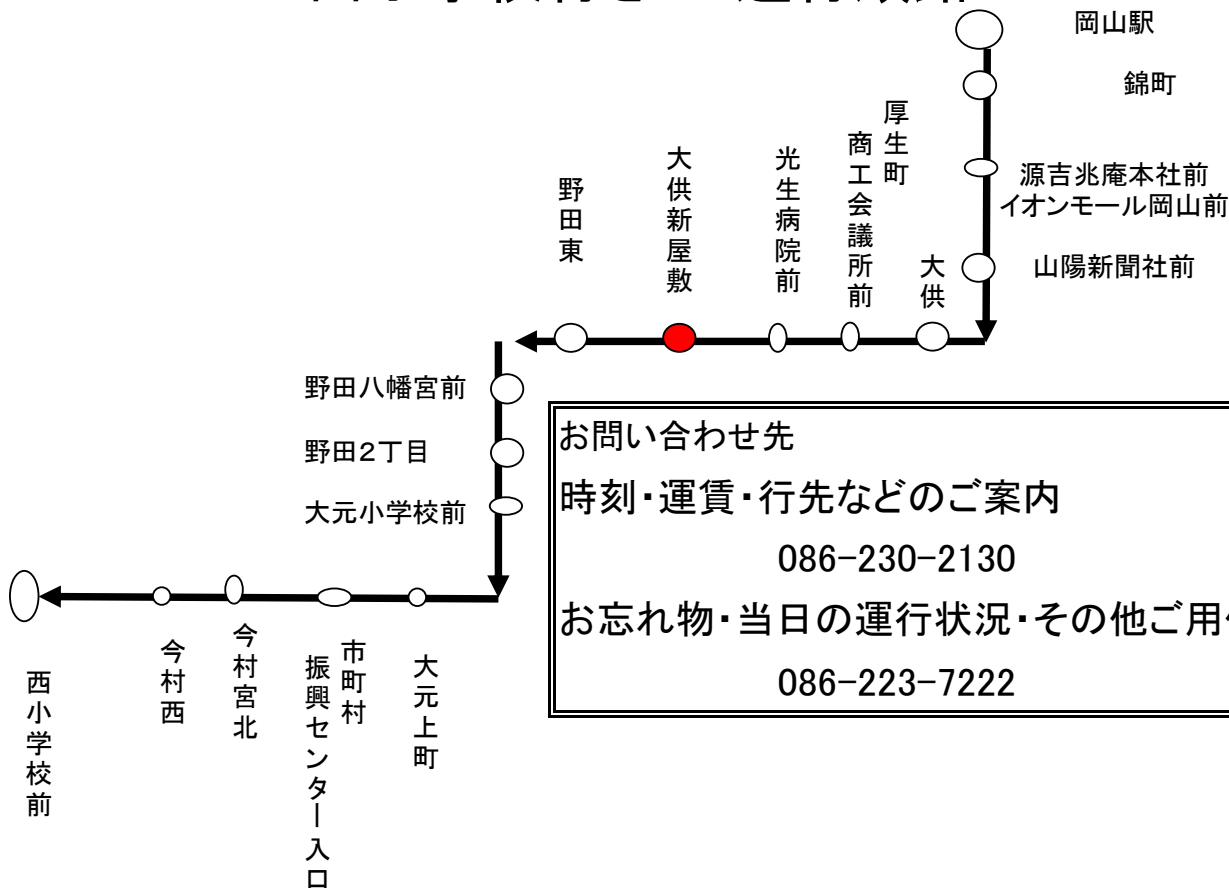 岡山駅
錦町
源吉兆庵本社前
イオンモール岡山前
山陽新聞社前
大供
厚生町
商工会議所前
光生病院前
大供新屋敷
野田東
野田八幡宮前
野田2丁目
大元小学校前
お問い合わせ先
時刻・運賃・行先などのご案内
086-230-2130
お忘れ物・当日の運行状況・その他ご用
086-223-7222
大元上町
市町村
振興センター入口
今村宮北
今村西
西小学校前